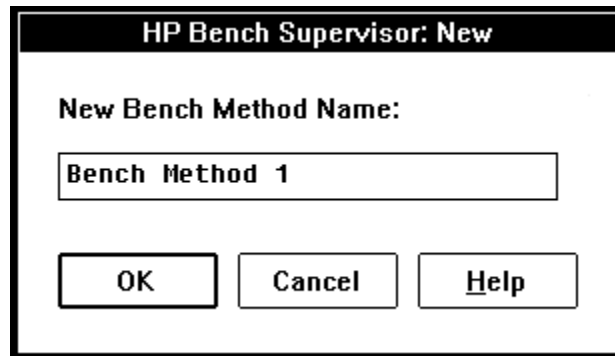 HP Bench Supervisor: New
New Bench Method Name:
Bench Method 1
OK Cancel Help